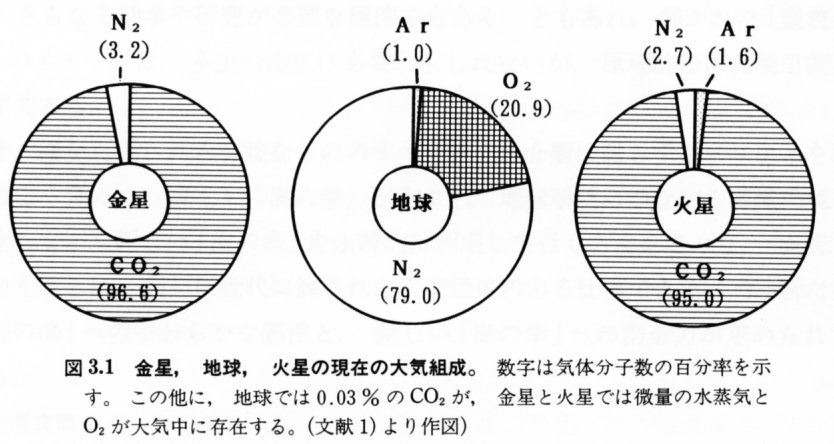 N₂
(3.2)
金星
CO₂
(96.6)
Ar
(1.0)
O₂
(20.9)
地球
N₂
(79.0)
N₂
(2.7)
Ar
(1.6)
火星
CO₂
(95.0)
図 3.1 金星， 地球， 火星の現在の大気組成。 数字は気体分子数の百分率を示
す。 この他に， 地球では 0.03 % の CO₂ が， 金星と火星では微量の水蒸気と
O₂ が大気中に存在する。(文献 1) より作図)